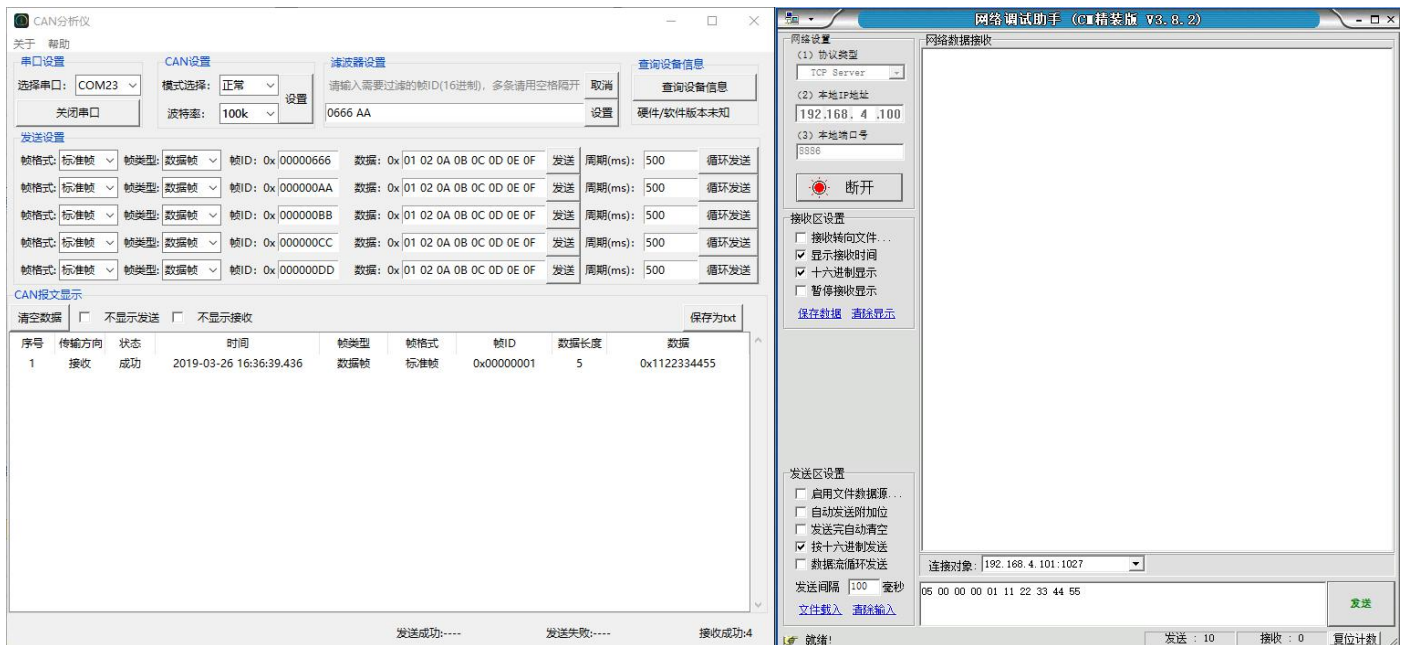 CAN分析仪
关于 帮助
串口设置
选择串口: COM23
关闭串口
CAN设置
模式选择: 正常
波特率: 100k
设置
滤波器设置
请输入需要过滤的帧ID(16进制)，多条请用空格隔开 取消
0666 AA 设置
查询设备信息
查询设备信息
硬件/软件版本未知
发送设置
帧格式: 标准帧 帧类型: 数据帧 帧ID: 0x 00000666 数据: 0x 01 02 0A 0B 0C 0D 0E 0F 发送 周期(ms): 500 循环发送
帧格式: 标准帧 帧类型: 数据帧 帧ID: 0x 000000AA 数据: 0x 01 02 0A 0B 0C 0D 0E 0F 发送 周期(ms): 500 循环发送
帧格式: 标准帧 帧类型: 数据帧 帧ID: 0x 000000BB 数据: 0x 01 02 0A 0B 0C 0D 0E 0F 发送 周期(ms): 500 循环发送
帧格式: 标准帧 帧类型: 数据帧 帧ID: 0x 000000CC 数据: 0x 01 02 0A 0B 0C 0D 0E 0F 发送 周期(ms): 500 循环发送
帧格式: 标准帧 帧类型: 数据帧 帧ID: 0x 000000DD 数据: 0x 01 02 0A 0B 0C 0D 0E 0F 发送 周期(ms): 500 循环发送
CAN报文显示
清空数据 不显示发送 不显示接收 保存为txt
序号 传输方向 状态 时间 帧类型 帧格式 帧ID 数据长度 数据
1 接收 成功 2019-03-26 16:36:39.436 数据帧 标准帧 0x00000001 5 0x1122334455
发送成功:---- 发送失败:---- 接收成功:4
网络调试助手 (C■精装版 V3.8.2)
网络设置
(1) 协议类型
TCP Server
(2) 本地IP地址
192.168. 4 .100
(3) 本地端口号
8886
断开
接收区设置
接收转向文件...
显示接收时间
十六进制显示
暂停接收显示
保存数据 清除显示
发送区设置
启用文件数据源...
自动发送附加位
发送完自动清空
按十六进制发送
数据流循环发送
发送间隔 100 毫秒
文件载入 清除输入
网络数据接收
连接对象: 192.168.4.101:1027
05 00 00 00 01 11 22 33 44 55
发送
就绪! 发送 : 10 接收 : 0 复位计数